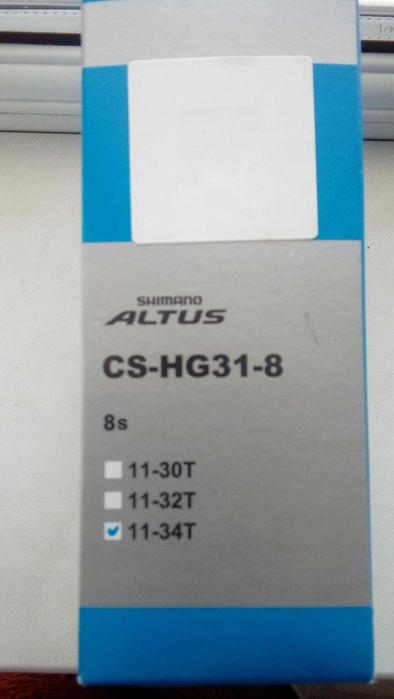 SHIMANO
ALTUS
CS-HG31-8
8s
11-30T
11-32T
11-34T